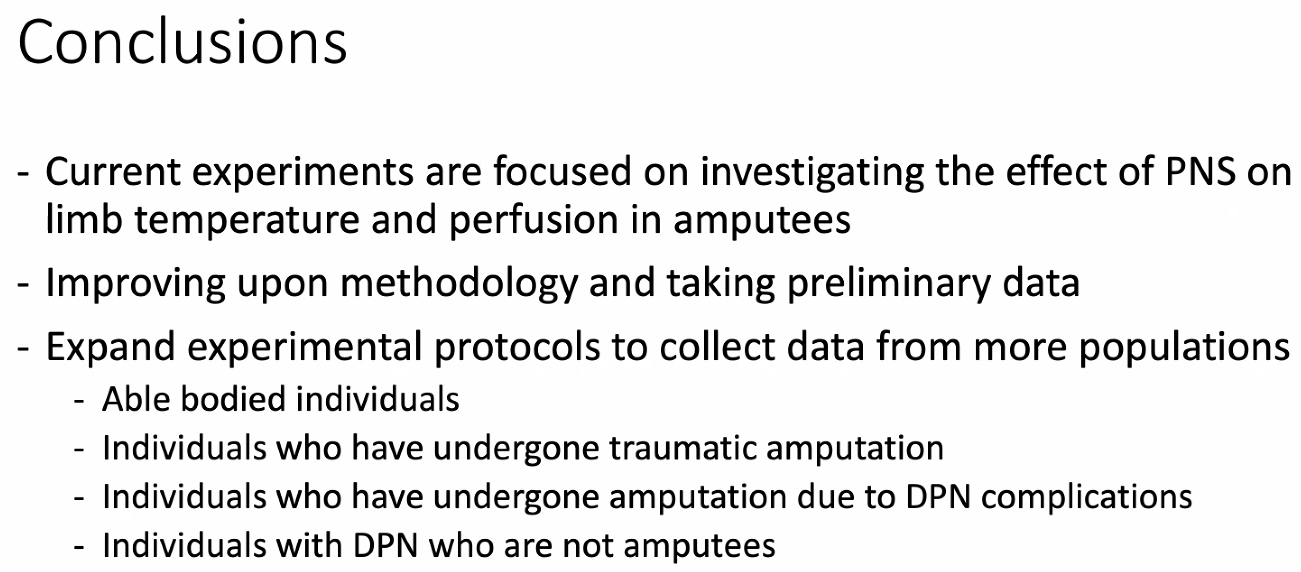 Conclusions
- Current experiments are focused on investigating the effect of PNS on
limb temperature and perfusion in amputees
- Improving upon methodology and taking preliminary data
- Expand experimental protocols to collect data from more populations
- Able bodied individuals
- Individuals who have undergone traumatic amputation
- Individuals who have undergone amputation due to DPN complications
- Individuals with DPN who are not amputees